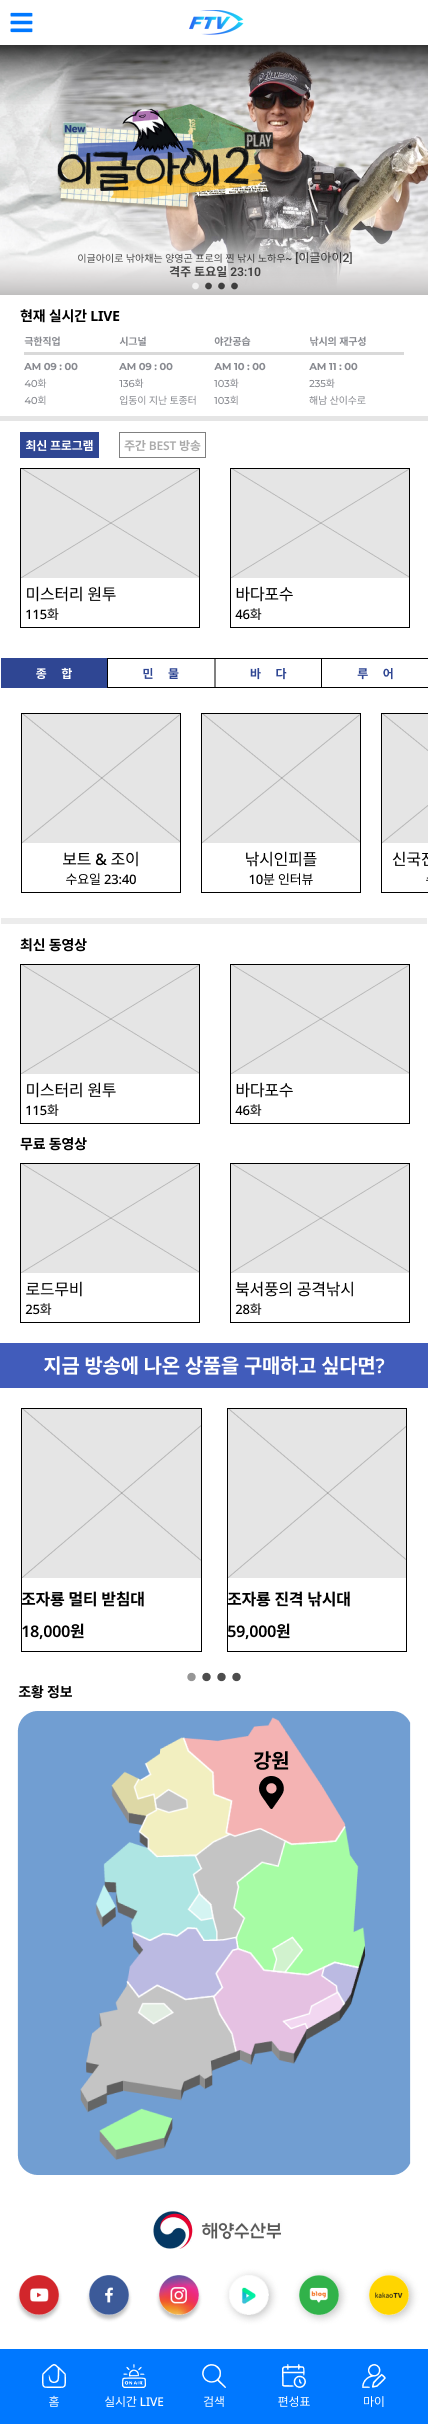 FTV
New
이글아이2
PLAY
이글아이로 낚아채는 양영곤 프로의 찐 낚시 노하우~ [이글아이2]
격주 토요일 23:10
현재 실시간 LIVE
극한직업 시그널 야간공습 낚시의 재구성
AM 09 : 00 AM 09 : 00 AM 10 : 00 AM 11 : 00
40화 136화 103화 235화
40회 입동이 지난 토종터 103회 해남 산이수로
최신 프로그램 주간 BEST 방송
미스터리 원투 바다포수
115화 46화
종 합 민 물 바 다 루 어
보트 & 조이 낚시인피플 신국진
수요일 23:40 10분 인터뷰
최신 동영상
미스터리 원투 바다포수
115화 46화
무료 동영상
로드무비 북서풍의 공격낚시
25화 28화
지금 방송에 나온 상품을 구매하고 싶다면?
조자룡 멀티 받침대 조자룡 진격 낚시대
18,000원 59,000원
조황 정보
강원
해양수산부
blog
kakaoTV
ON AIR
홈 실시간 LIVE 검색 편성표 마이